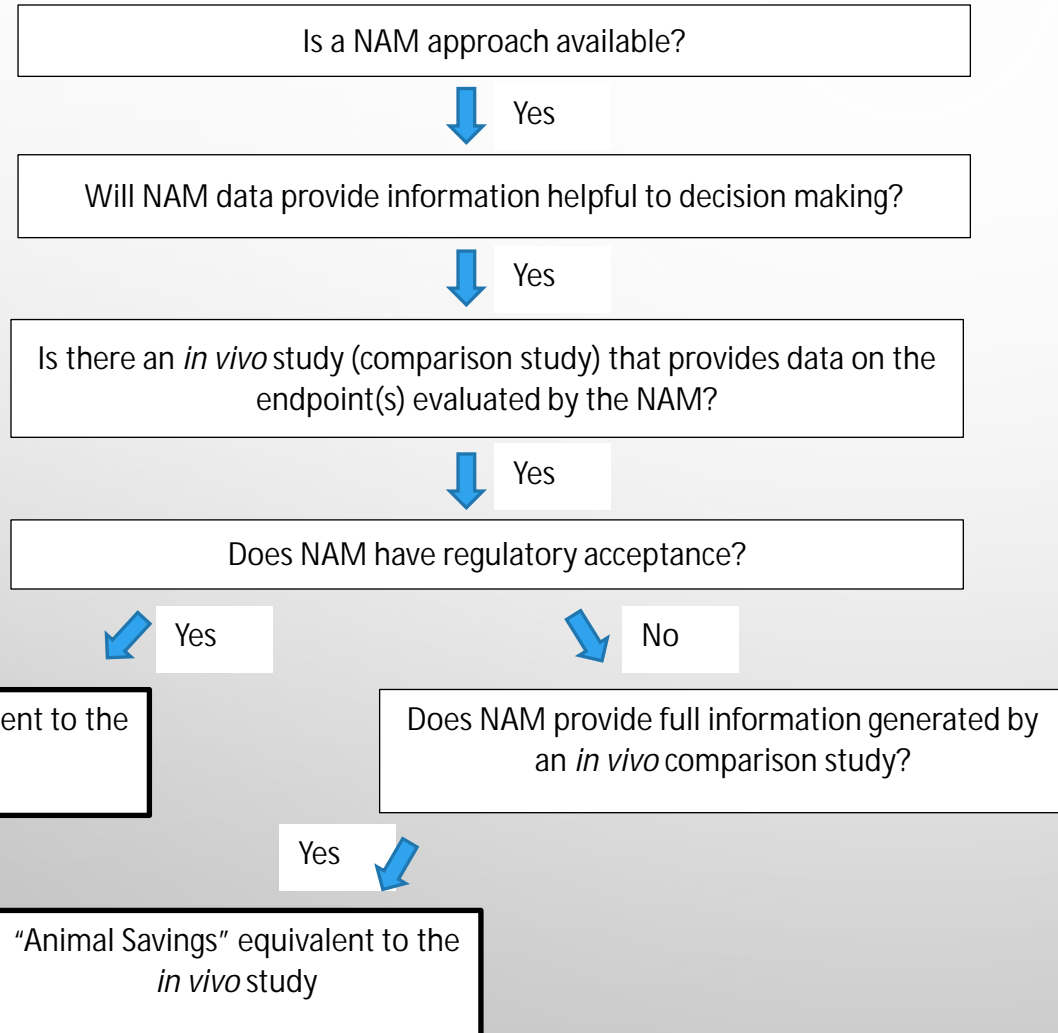 Is a NAM approach available?
Yes
Will NAM data provide information helpful to decision making?
Yes
Is there an in vivo study (comparison study) that provides data on the
endpoint(s) evaluated by the NAM?
Yes
Does NAM have regulatory acceptance?
Yes
No
to the
Does NAM provide full information generated by
an in vivo comparison study?
Yes
“Animal Savings” equivalent to the
in vivo study